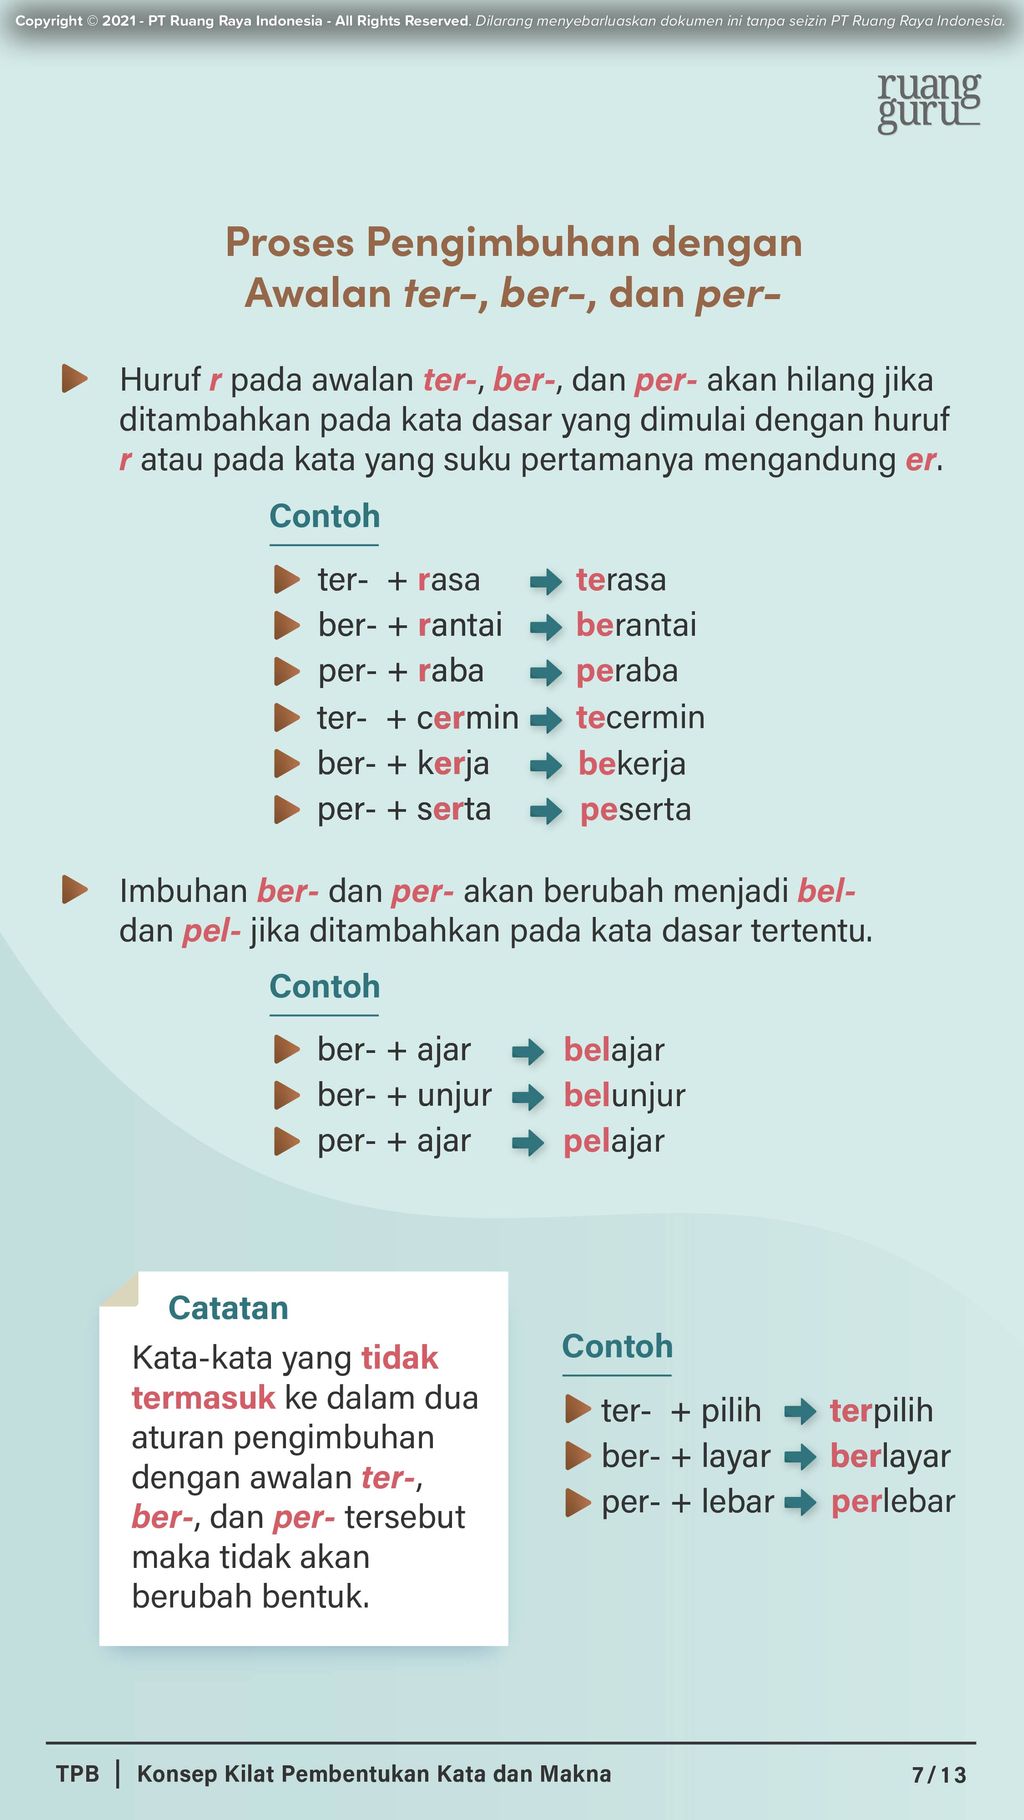 Copyright © 2021 - PT Ruang Raya Indonesia - All Rights Reserved. Dilarang menyebarluaskan dokumen ini tanpa seizin PT Ruang Raya Indonesia.
ruang
guru
Proses Pengimbuhan dengan
Awalan ter-, ber-, dan per-
Huruf r pada awalan ter-, ber-, dan per- akan hilang jika
ditambahkan pada kata dasar yang dimulai dengan huruf
r atau pada kata yang suku pertamanya mengandung er.
Contoh
ter- + rasa → terasa
ber- + rantai → berantai
per- + raba → peraba
ter- + cermin → tecermin
ber- + kerja → bekerja
per- + serta → peserta
Imbuhan ber- dan per- akan berubah menjadi bel-
dan pel- jika ditambahkan pada kata dasar tertentu.
Contoh
ber- + ajar → belajar
ber- + unjur → belunjur
per- + ajar → pelajar
Catatan
Kata-kata yang tidak
termasuk ke dalam dua
aturan pengimbuhan
dengan awalan ter-,
ber-, dan per- tersebut
maka tidak akan
berubah bentuk.
Contoh
ter- + pilih → terpilih
ber- + layar → berlayar
per- + lebar → perlebar
TPB | Konsep Kilat Pembentukan Kata dan Makna
7/13